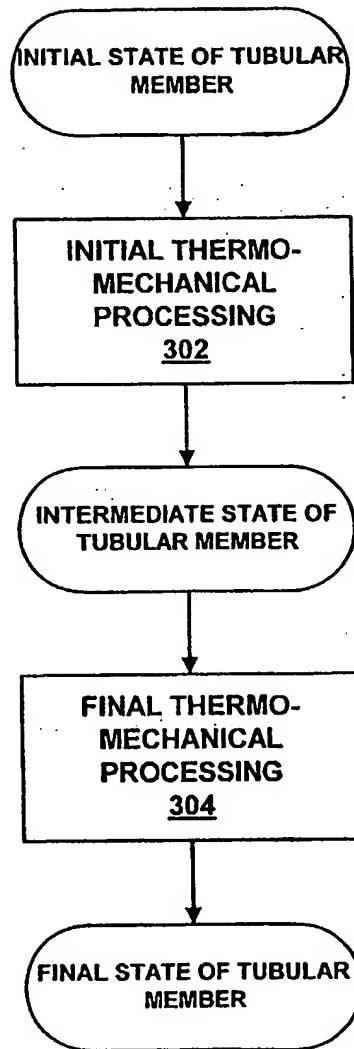 INITIAL STATE OF TUBULAR
MEMBER
INITIAL THERMO-
MECHANICAL
PROCESSING
302
INTERMEDIATE STATE OF
TUBULAR MEMBER
FINAL THERMO-
MECHANICAL
PROCESSING
304
FINAL STATE OF TUBULAR
MEMBER